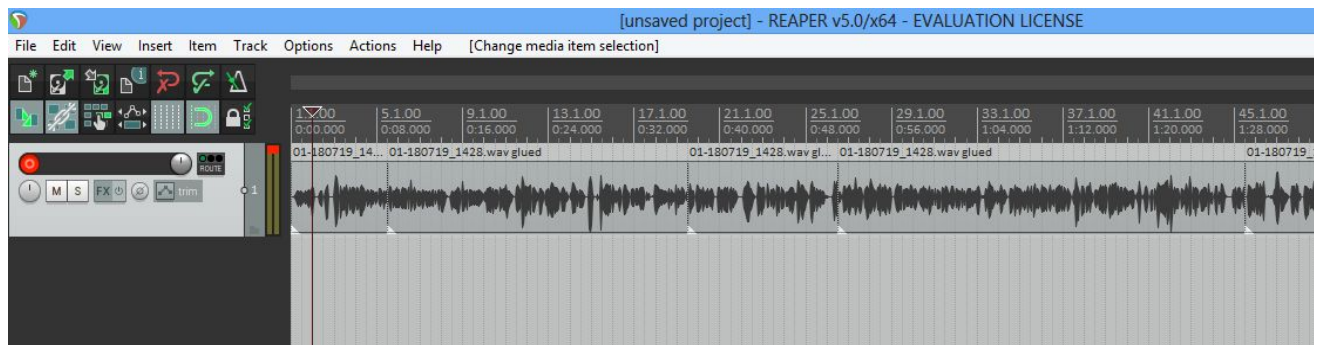 [unsaved project] - REAPER v5.0/x64 - EVALUATION LICENSE
File Edit View Insert Item Track Options Actions Help [Change media item selection]
5.1.00 9.1.00 13.1.00 17.1.00 21.1.00 25.1.00 29.1.00 33.1.00 37.1.00 41.1.00 45.1.00
0:00.000 0:08.000 0:16.000 0:24.000 0:32.000 0:40.000 0:48.000 0:56.000 1:04.000 1:12.000 1:20.000 1:28.000
01-180719_14... 01-180719_1428.wav glued 01-180719_1428.wav gl... 01-180719_1428.wav glued 01-180719_
ROUTE
M S FX trim 1